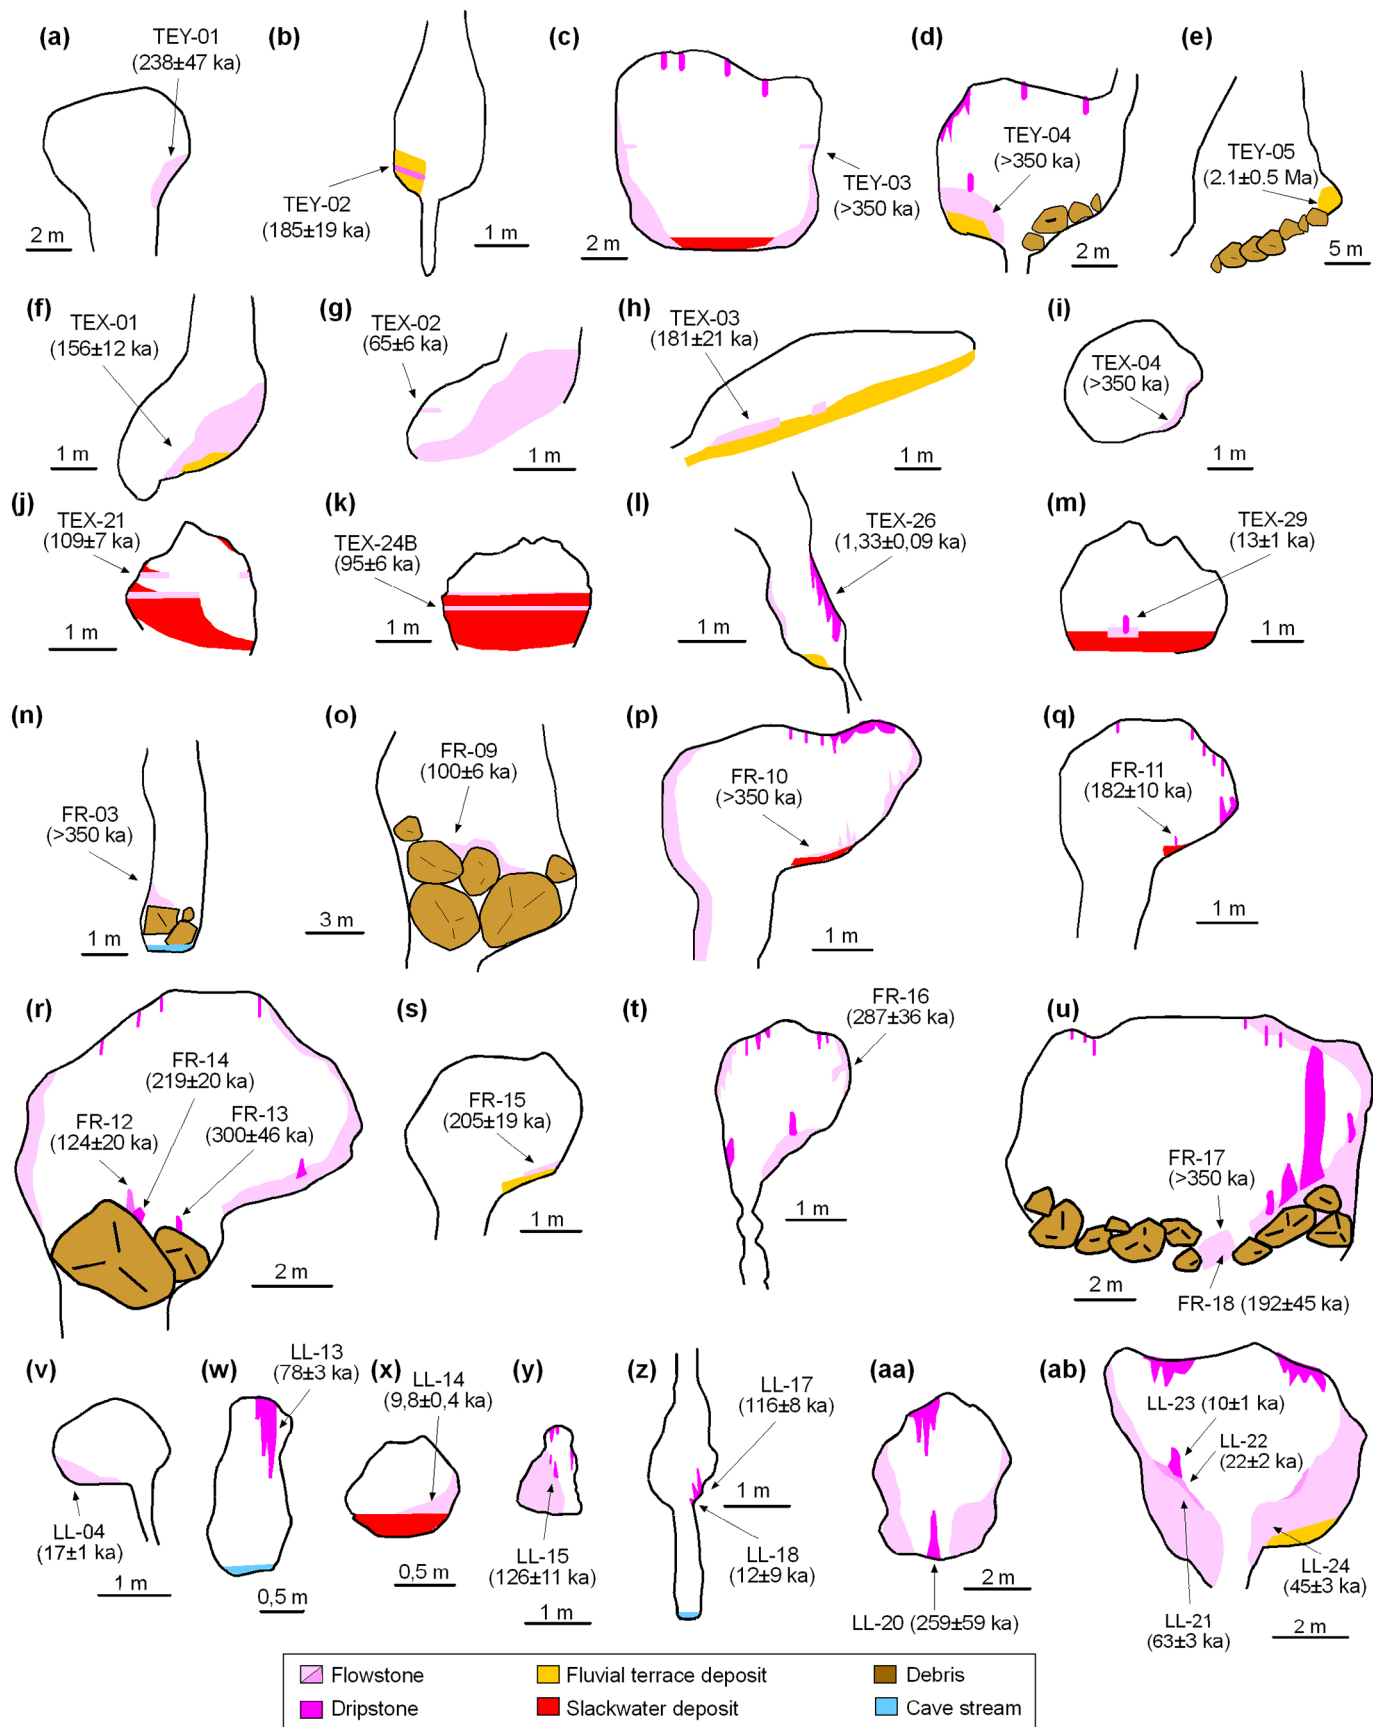 (a)
TEY-01
(238±47 ka)
2 m
(b)
TEY-02
(185±19 ka)
1 m
(c)
TEY-03
(>350 ka)
2 m
(d)
TEY-04
(>350 ka)
2 m
(e)
TEY-05
(2.1±0.5 Ma)
5 m
(f)
TEX-01
(156±12 ka)
1 m
(g)
TEX-02
(65±6 ka)
1 m
(h)
TEX-03
(181±21 ka)
1 m
(i)
TEX-04
(>350 ka)
1 m
(j)
TEX-21
(109±7 ka)
1 m
(k)
TEX-24B
(95±6 ka)
1 m
(l)
TEX-26
(1,33±0,09 ka)
1 m
(m)
TEX-29
(13±1 ka)
1 m
(n)
FR-03
(>350 ka)
1 m
(o)
FR-09
(100±6 ka)
3 m
(p)
FR-10
(>350 ka)
1 m
(q)
FR-11
(182±10 ka)
1 m
(r)
FR-14
(219±20 ka)
FR-12
(124±20 ka)
FR-13
(300±46 ka)
2 m
(s)
FR-15
(205±19 ka)
1 m
(t)
FR-16
(287±36 ka)
1 m
(u)
FR-17
(>350 ka)
FR-18 (192±45 ka)
2 m
(v)
LL-04
(17±1 ka)
1 m
(w)
LL-13
(78±3 ka)
0,5 m
(x)
LL-14
(9,8±0,4 ka)
0,5 m
(y)
LL-15
(126±11 ka)
1 m
(z)
LL-17
(116±8 ka)
1 m
LL-18
(12±9 ka)
(aa)
2 m
LL-20 (259±59 ka)
(ab)
LL-23 (10±1 ka)
LL-22
(22±2 ka)
LL-24
(45±3 ka)
LL-21
(63±3 ka)
2 m
Flowstone
Fluvial terrace deposit
Debris
Dripstone
Slackwater deposit
Cave stream